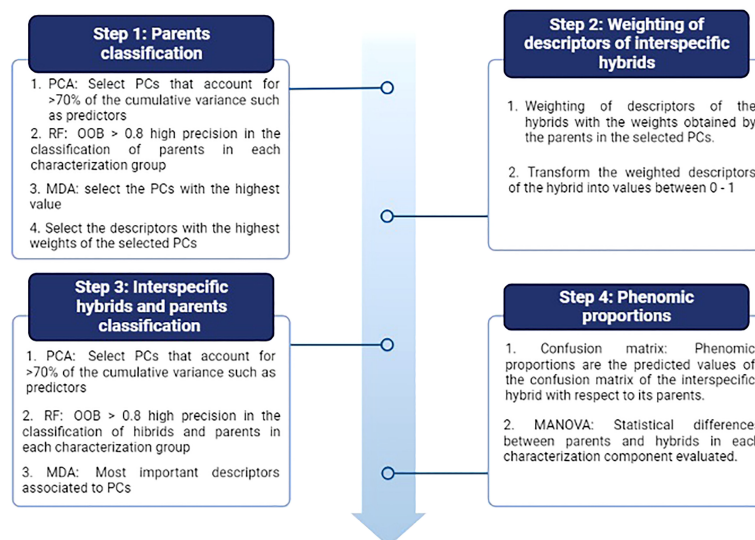 Step 1: Parents
classification
1. PCA: Select PCs that account for
>70% of the cumulative variance such
as predictors
2. RF: OOB > 0.8 high precision in the
classification of parents in each
characterization group
3. MDA: select the PCs with the highest
value
4. Select the descriptors with the highest
weights of the selected PCs
Step 2: Weighting of
descriptors of interspecific
hybrids
1. Weighting of descriptors of the
hybrids with the weights obtained by
the parents in the selected PCs.
2. Transform the weighted descriptors
of the hybrid into values between 0 - 1
Step 3: Interspecific
hybrids and parents
classification
1. PCA: Select PCs that account for
>70% of the cumulative variance such as
predictors
2. RF: OOB > 0.8 high precision in the
classification of hibrids and parents in
each characterization group
3. MDA: Most important descriptors
associated to PCs
Step 4: Phenomic
proportions
1. Confusion matrix: Phenomic
proportions are the predicted values of
the confusion matrix of the interspecific
hybrid with respect to its parents.
2. MANOVA: Statistical difference
between parents and hybrids in each
characterization component evaluated.